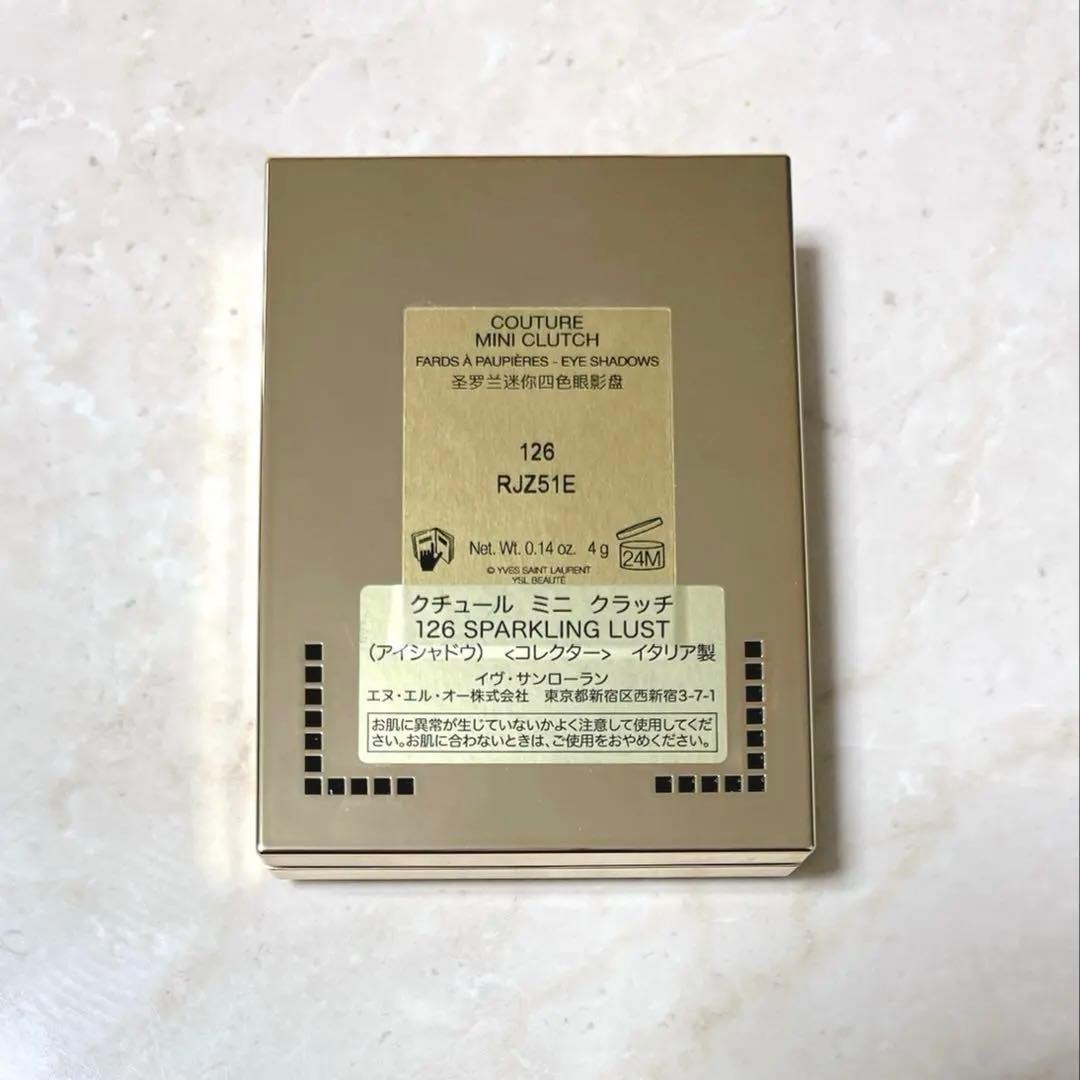 COUTURE
MINI CLUTCH
FARDS À PAUPIÈRES - EYE SHADOWS
圣罗兰迷你四色眼影盘
126
RJZ51E
Net. Wt. 0.14 oz. 4 g
24M
© YVES SAINT LAURENT
YSL BEAUTÉ
クチュール ミニ クラッチ
126 SPARKLING LUST
(アイシャドウ) <コレクター> イタリア製
イヴ・サンローラン
エヌ・エル・オー株式会社 東京都新宿区西新宿3-7-1
お肌に異常が生じていないかよく注意して使用してくだ
さい。お肌に合わないときは、ご使用をおやめください。